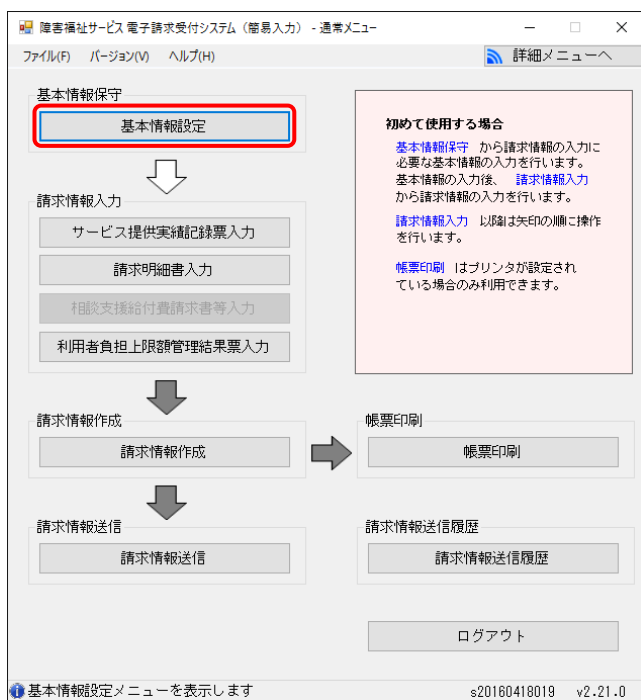 障害福祉サービス 電子請求受付システム（簡易入力） - 通常メニュー
ファイル(F) バージョン(V) ヘルプ(H)
詳細メニューへ
基本情報保守
基本情報設定
請求情報入力
サービス提供実績記録票入力
請求明細書入力
相談支援給付費請求書等入力
利用者負担上限額管理結果票入力
初めて使用する場合
基本情報保守 から請求情報の入力に
必要な基本情報の入力を行います。
基本情報の入力後、 請求情報入力
から請求情報の入力を行います。
請求情報入力 以降は矢印の順に操作
を行います。
帳票印刷 はプリンタが設定され
ている場合のみ利用できます。
請求情報作成
請求情報作成
帳票印刷
帳票印刷
請求情報送信
請求情報送信
請求情報送信履歴
請求情報送信履歴
ログアウト
基本情報設定メニューを表示します
s20160418019 v2.21.0